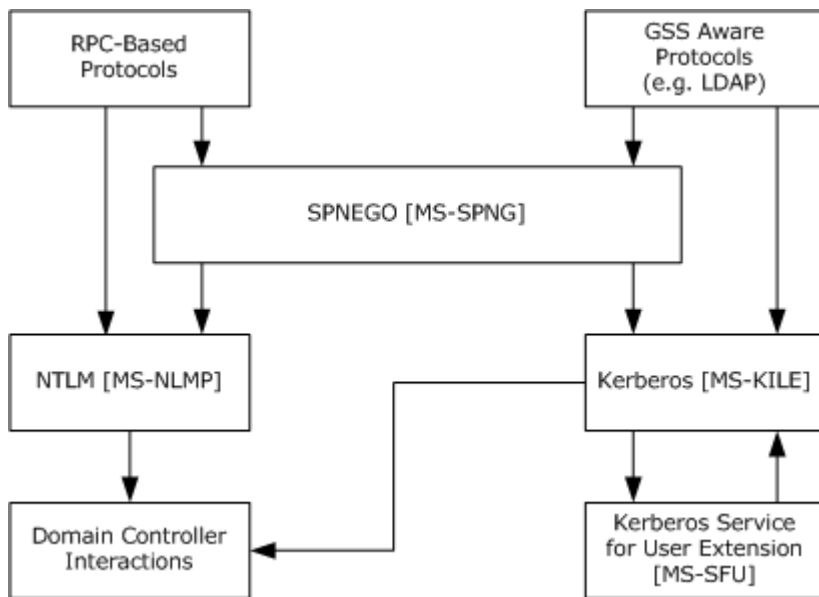 RPC-Based
Protocols
GSS Aware
Protocols
(e.g. LDAP)
SPNEGO [MS-SPNG]
NTLM [MS-NLMP]
Kerberos [MS-KILE]
Domain Controller
Interactions
Kerberos Service
for User Extension
[MS-SFU]